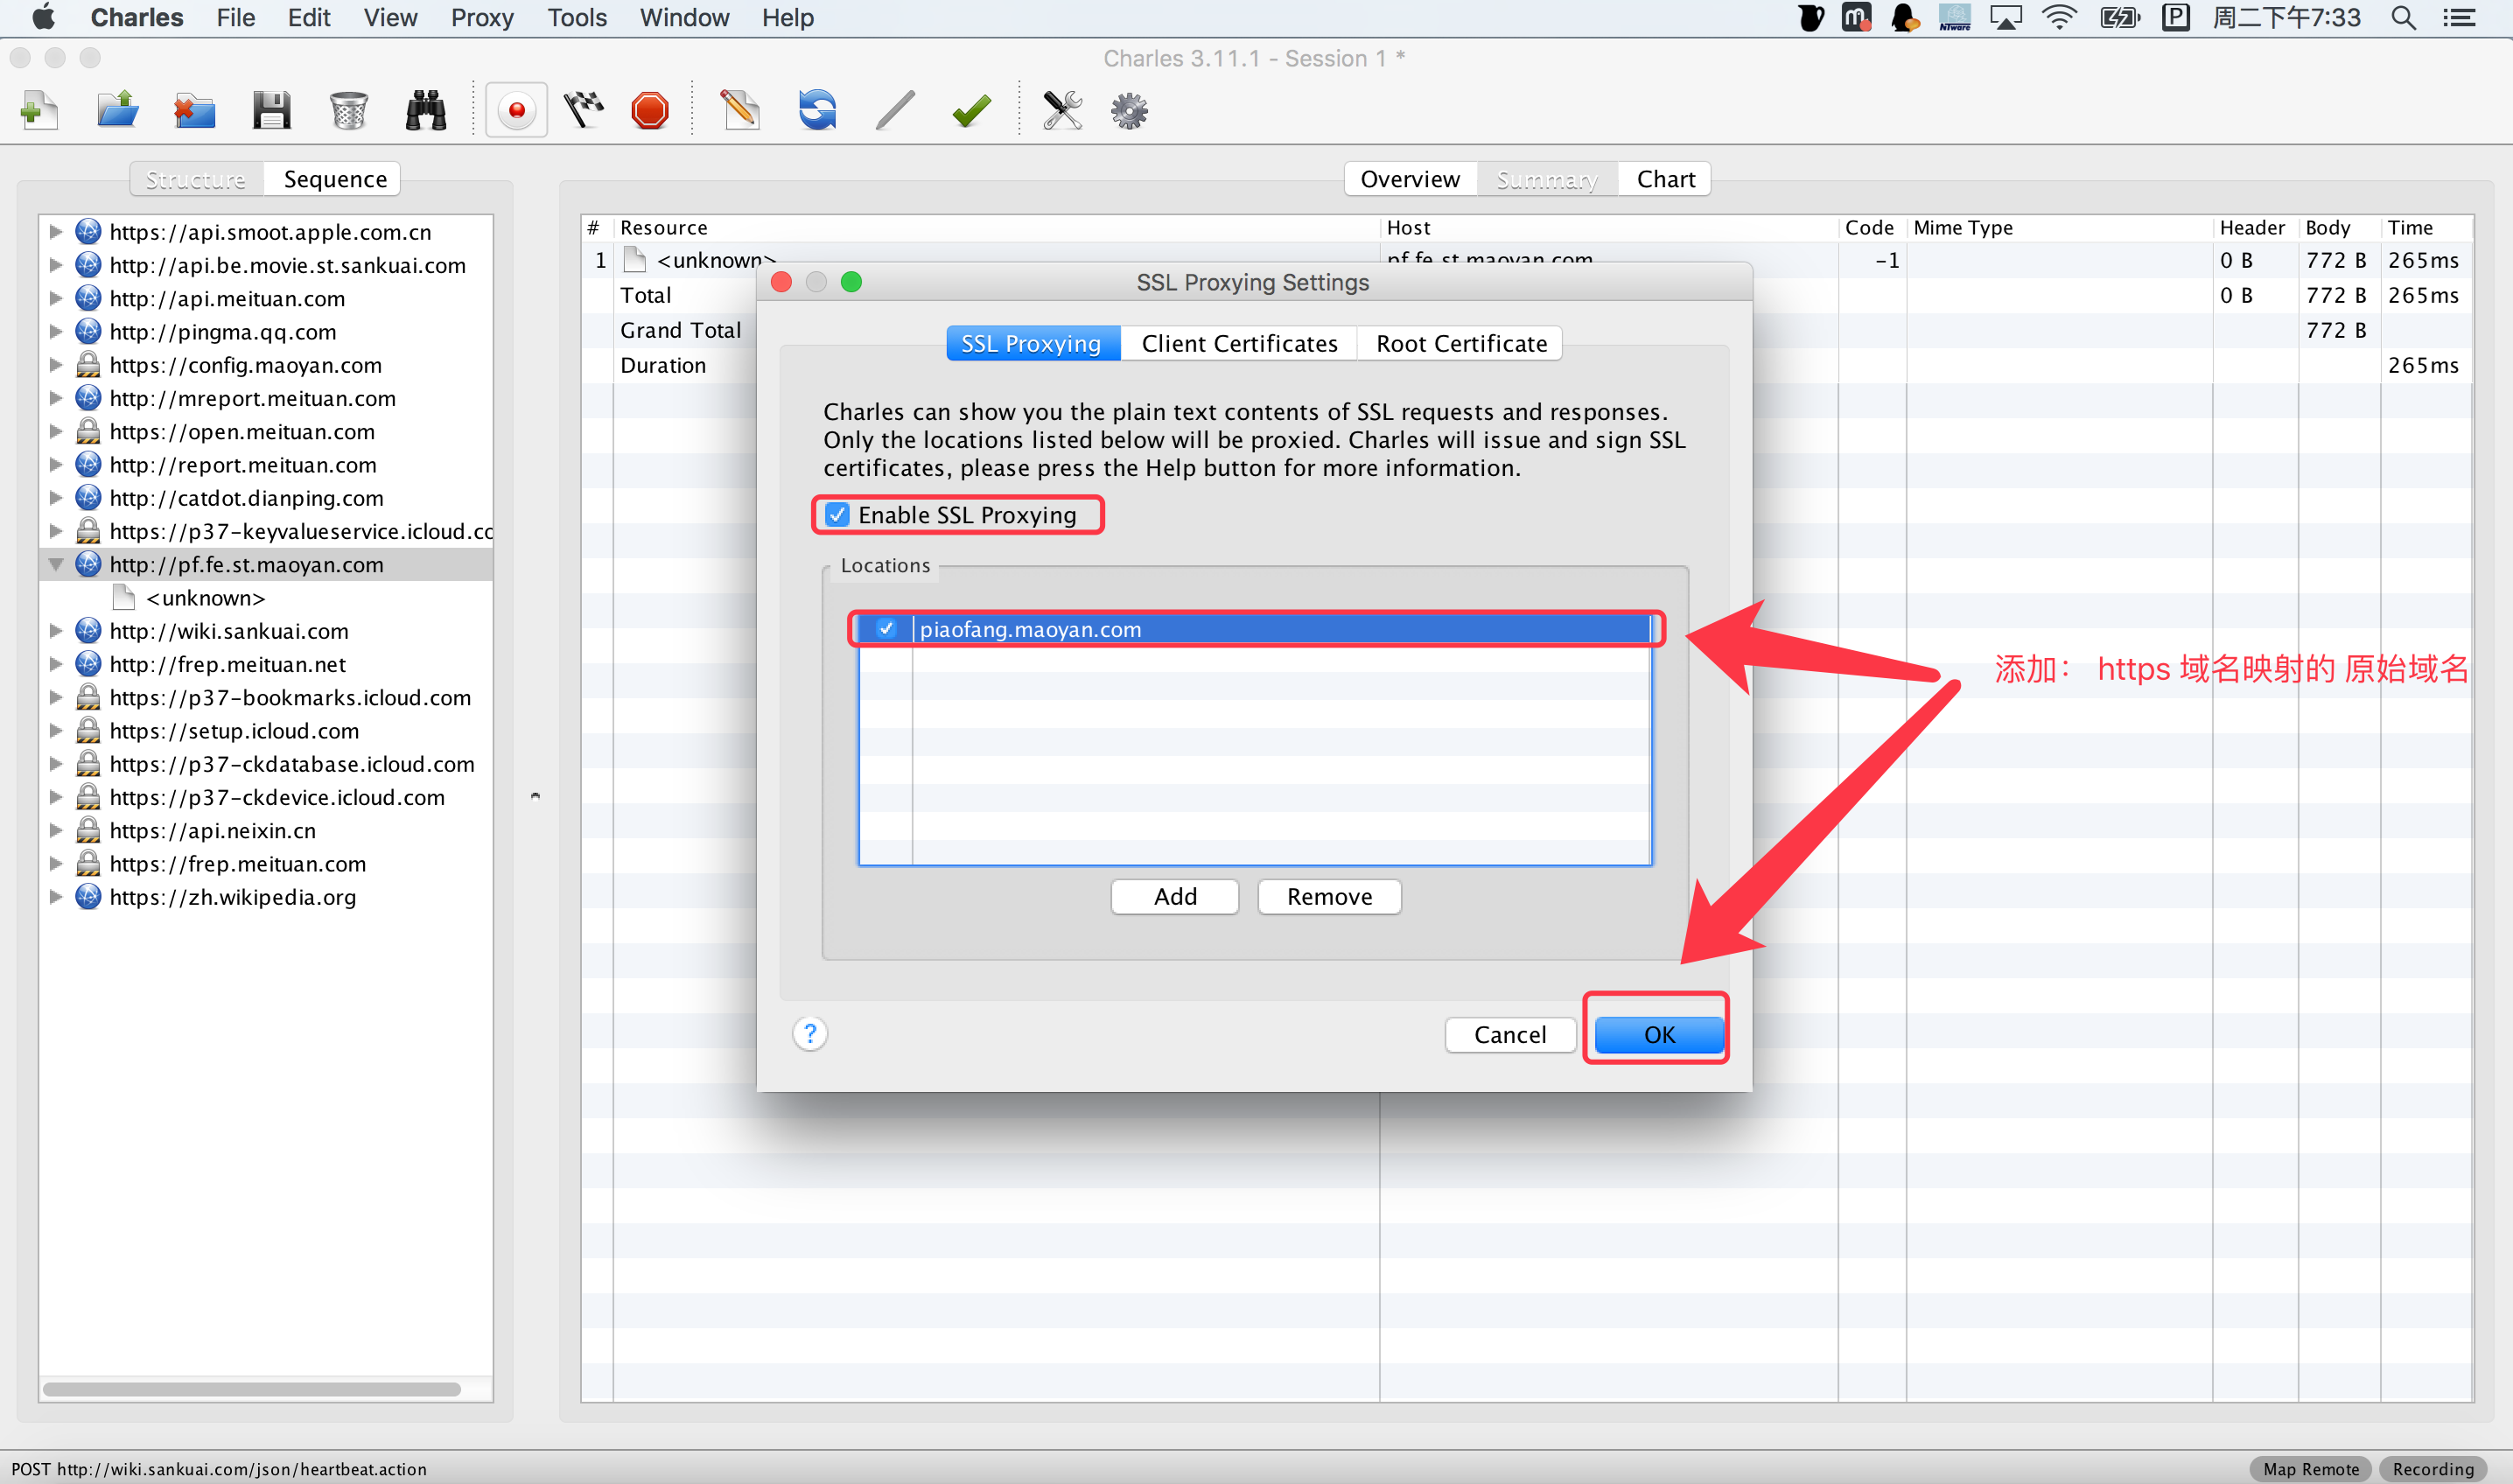 Charles File Edit View Proxy Tools Window Help
周二下午7:33
Charles 3.11.1 - Session 1 *
Structure Sequence
Overview Summary Chart
https://api.smoot.apple.com.cn
http://api.be.movie.st.sankuai.com
http://api.meituan.com
http://pingma.qq.com
https://config.maoyan.com
http://mreport.meituan.com
https://open.meituan.com
http://report.meituan.com
http://catdot.dianping.com
https://p37-keyvalueservice.icloud.co
http://pf.fe.st.maoyan.com
<unknown>
http://wiki.sankuai.com
http://frep.meituan.net
https://p37-bookmarks.icloud.com
https://setup.icloud.com
https://p37-ckdatabase.icloud.com
https://p37-ckdevice.icloud.com
https://api.neixin.cn
https://frep.meituan.com
https://zh.wikipedia.org
# Resource Host Code Mime Type Header Body Time
1 <unknown> pf.fe.st.maoyan.com -1 0 B 772 B 265ms
Total 0 B 772 B 265ms
Grand Total 772 B
Duration 265ms
SSL Proxying Settings
SSL Proxying Client Certificates Root Certificate
Charles can show you the plain text contents of SSL requests and responses.
Only the locations listed below will be proxied. Charles will issue and sign SSL
certificates, please press the Help button for more information.
Enable SSL Proxying
Locations
piaofang.maoyan.com
Add Remove
? Cancel OK
添加： https 域名映射的 原始域名
POST http://wiki.sankuai.com/json/heartbeat.action
Map Remote Recording